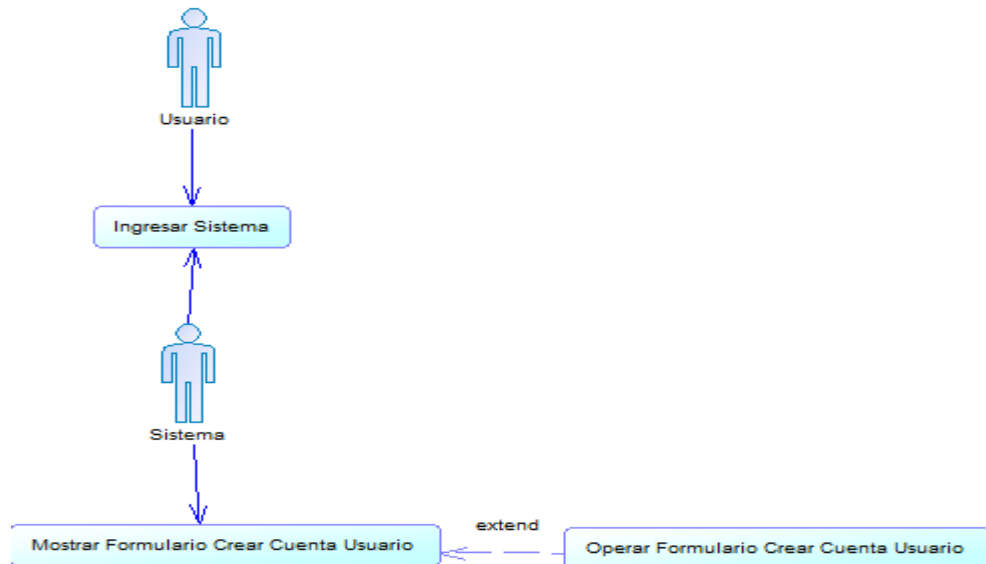 Usuario
Ingresar Sistema
Sistema
extend
Mostrar Formulario Crear Cuenta Usuario
Operar Formulario Crear Cuenta Usuario